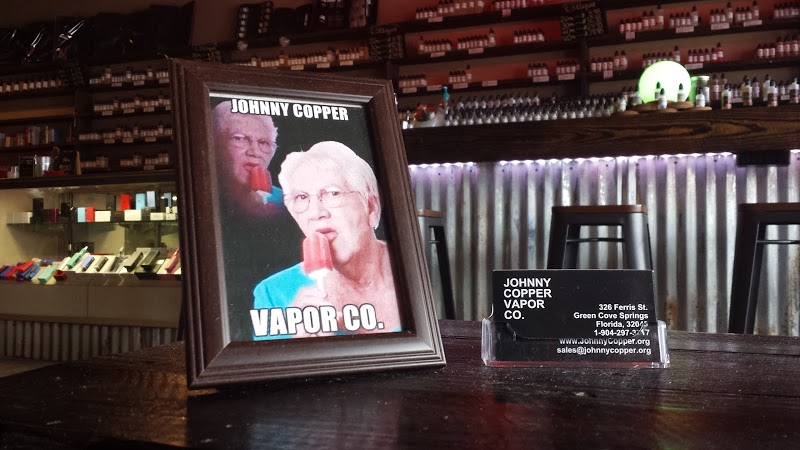 JOHNNY COPPER
VAPOR CO.
JOHNNY
COPPER
VAPOR
CO.
326 Ferris St.
Green Cove Springs
Florida, 32043
www.JohnnyCopper.org
sales@johnnycopper.org